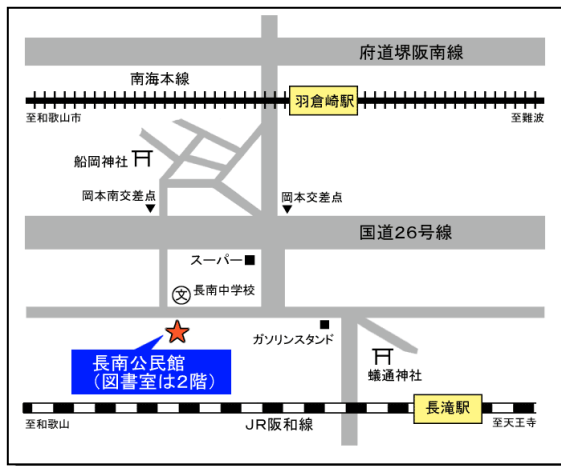 府道堺阪南線
南海本線
羽倉崎駅
至和歌山市
至難波
船岡神社
岡本南交差点
岡本交差点
国道26号線
スーパー
文
長南中学校
ガソリンスタンド
長南公民館
(図書室は2階)
蟻通神社
長滝駅
至和歌山
JR阪和線
至天王寺